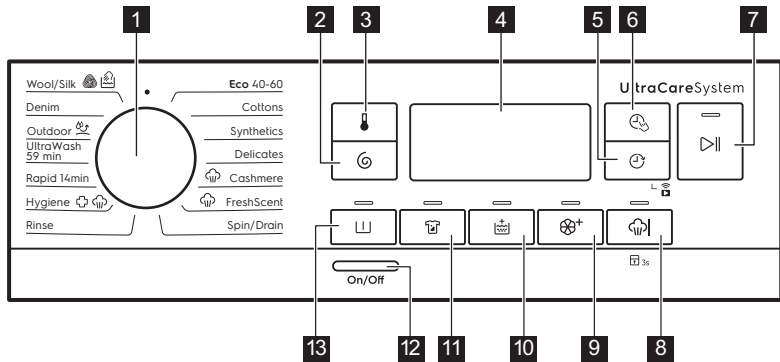 1
2
3
4
5
6
7
Wool/Silk
Denim
Outdoor
UltraWash
59 min
Rapid 14min
Hygiene
Rinse
Eco 40-60
Cottons
Synthetics
Delicates
Cashmere
FreshScent
Spin/Drain
UltraCareSystem
3s
On/Off
13
12
11
10
9
8